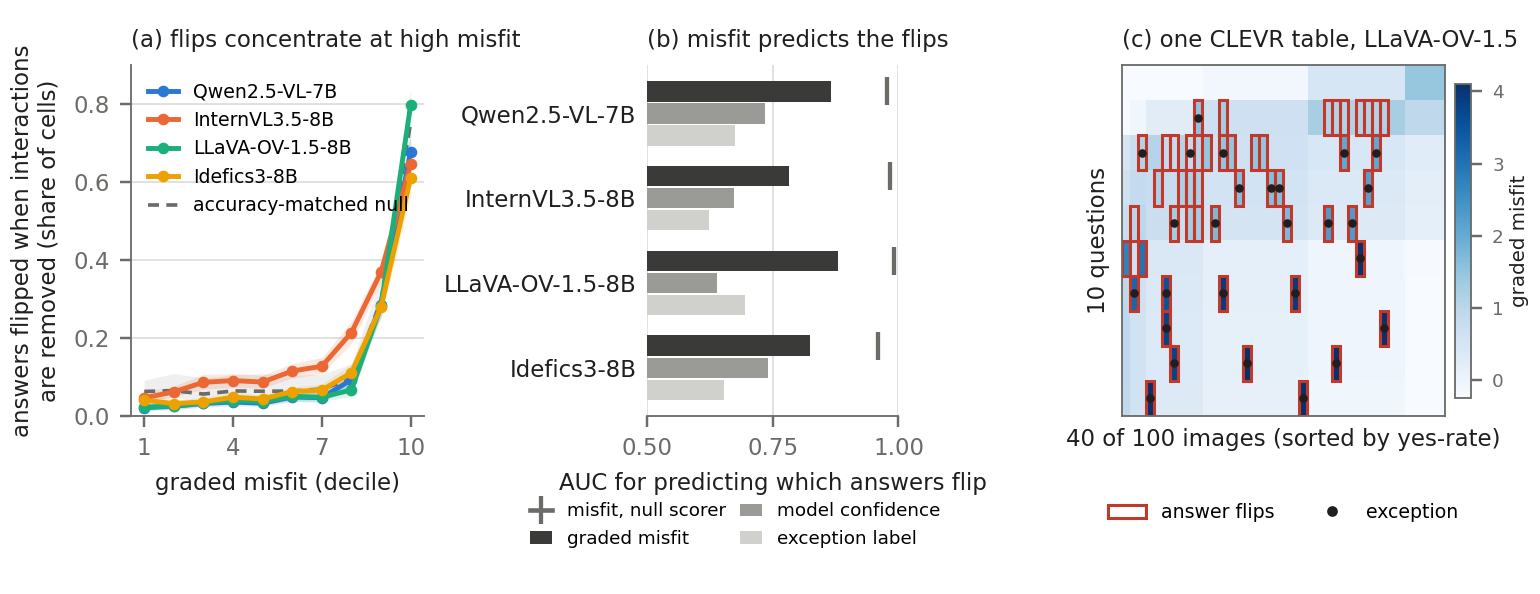 (a) flips concentrate at high misfit
answers flipped when interactions
are removed (share of cells)
0.8
0.6
0.4
0.2
0.0
Qwen2.5-VL-7B
InternVL3.5-8B
LLaVA-OV-1.5-8B
Idefics3-8B
accuracy-matched null
1 4 7 10
graded misfit (decile)
(b) misfit predicts the flips
Qwen2.5-VL-7B
InternVL3.5-8B
LLaVA-OV-1.5-8B
Idefics3-8B
0.50 0.75 1.00
AUC for predicting which answers flip
misfit, null scorer
graded misfit
model confidence
exception label
(c) one CLEVR table, LLaVA-OV-1.5
10 questions
40 of 100 images (sorted by yes-rate)
4
3
2
1
0
graded misfit
answer flips
exception